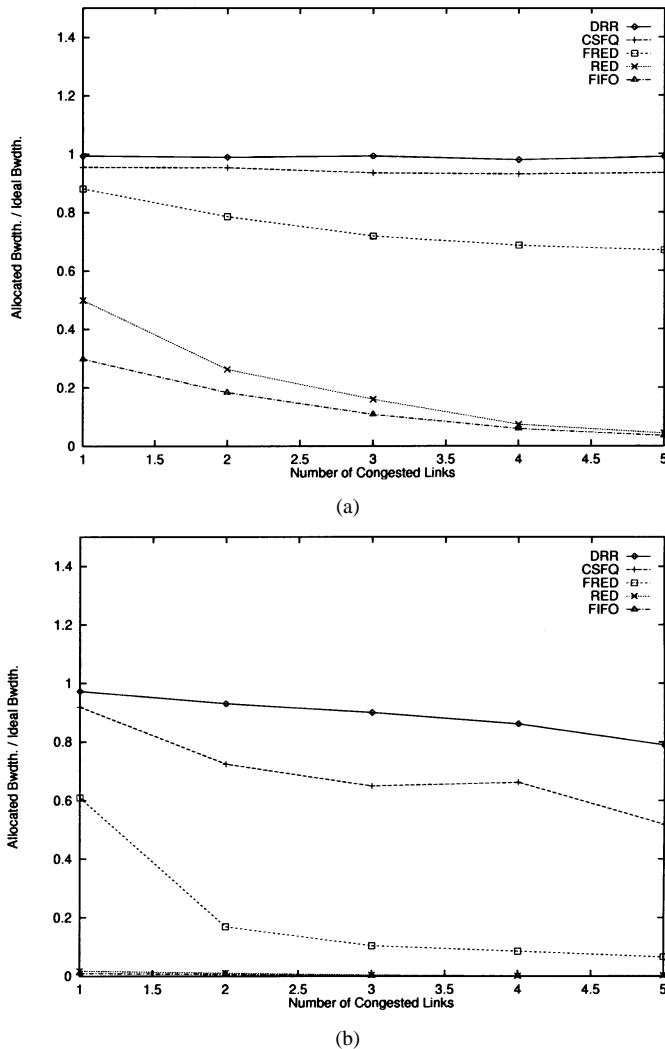 1.4
1.2
1
0.8
0.6
0.4
0.2
0
Allocated Bwdth. / Ideal Bwdth.
DRR
CSFQ
FRED
RED
FIFO
1 1.5 2 2.5 3 3.5 4 4.5 5
Number of Congested Links
(a)
1.4
1.2
1
0.8
0.6
0.4
0.2
0
Allocated Bwdth. / Ideal Bwdth.
DRR
CSFQ
FRED
RED
FIFO
1 1.5 2 2.5 3 3.5 4 4.5 5
Number of Congested Links
(b)